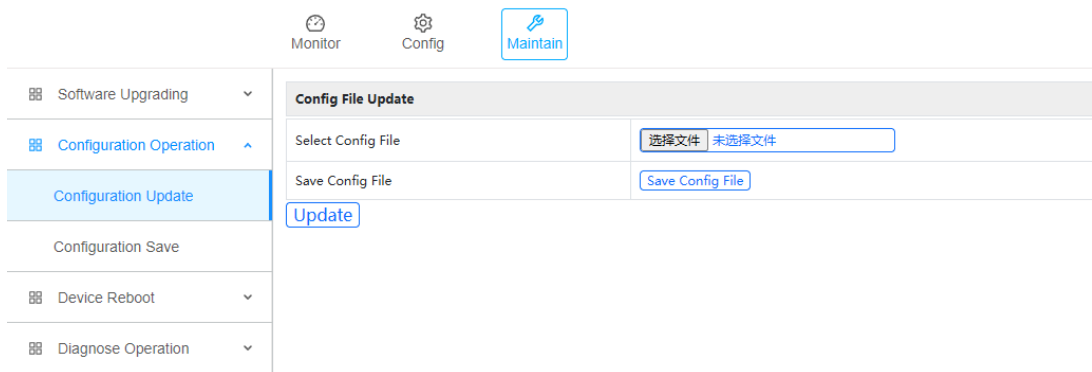 Monitor
Config
Maintain
Software Upgrading
Configuration Operation
Configuration Update
Configuration Save
Device Reboot
Diagnose Operation
Config File Update
Select Config File 选择文件 未选择文件
Save Config File Save Config File
Update